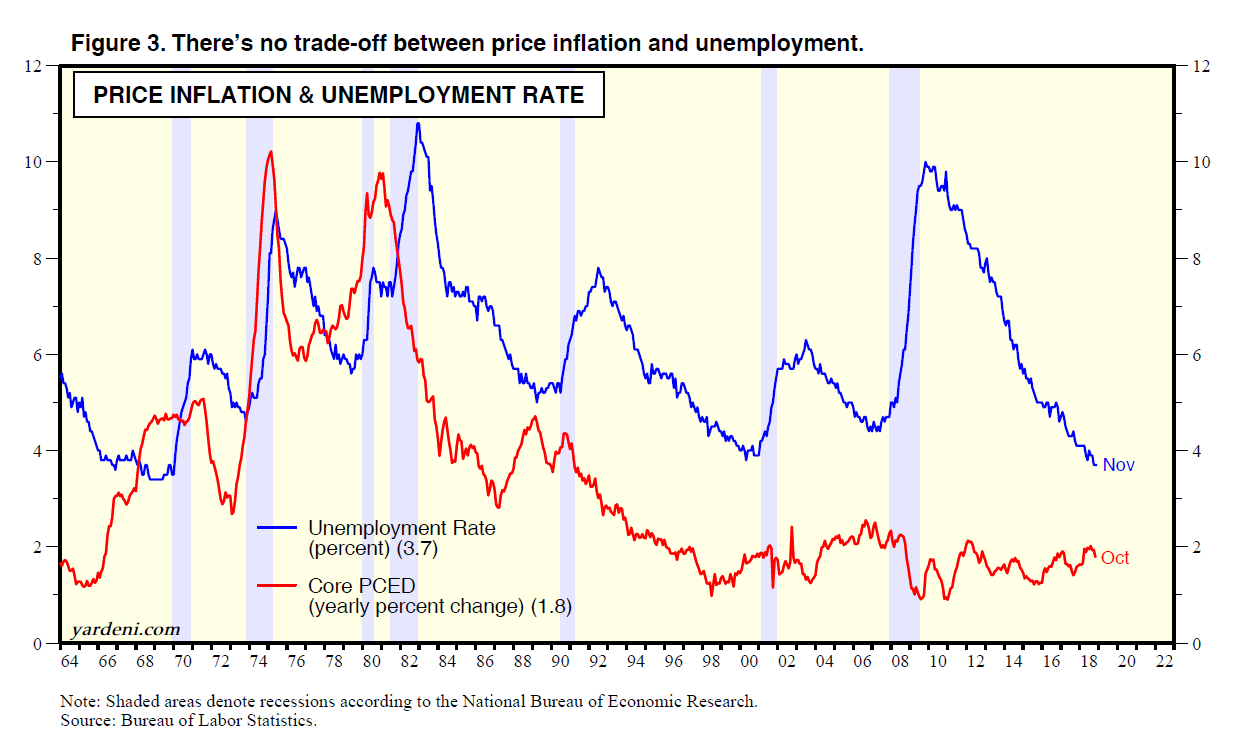 Figure 3. There's no trade-off between price inflation and unemployment.
PRICE INFLATION & UNEMPLOYMENT RATE
12 12
10 10
8 8
6 6
4 4
2 2
0 0
Nov
Oct
Unemployment Rate
(percent) (3.7)
Core PCED
(yearly percent change) (1.8)
yardeni.com
64 66 68 70 72 74 76 78 80 82 84 86 88 90 92 94 96 98 00 02 04 06 08 10 12 14 16 18 20 22
Note: Shaded areas denote recessions according to the National Bureau of Economic Research.
Source: Bureau of Labor Statistics.